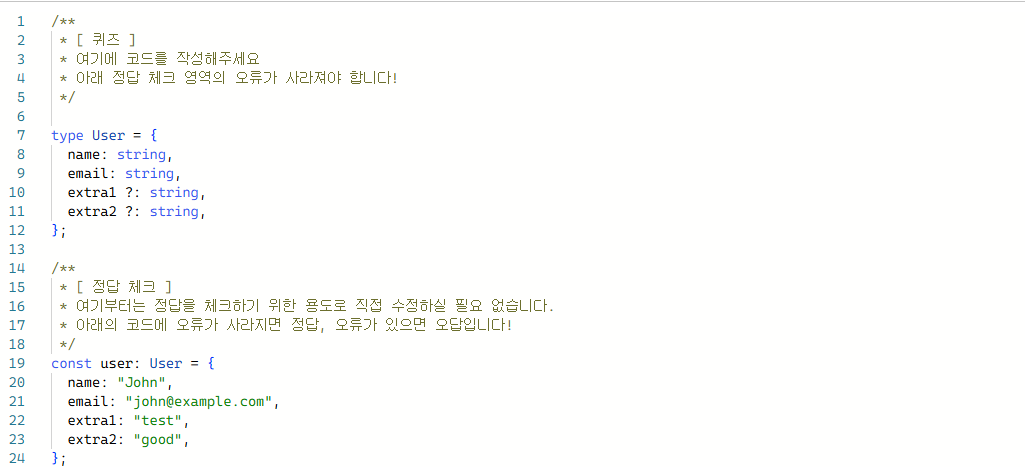 1 /**
2 * [ 퀴즈 ]
3 * 여기에 코드를 작성해주세요
4 * 아래 정답 체크 영역의 오류가 사라져야 합니다!
5 */
6
7 type User = {
8 name: string,
9 email: string,
10 extra1 ?: string,
11 extra2 ?: string,
12 };
13
14 /**
15 * [ 정답 체크 ]
16 * 여기부터는 정답을 체크하기 위한 용도로 직접 수정하실 필요 없습니다.
17 * 아래의 코드에 오류가 사라지면 정답, 오류가 있으면 오답입니다!
18 */
19 const user: User = {
20 name: "John",
21 email: "john@example.com",
22 extra1: "test",
23 extra2: "good",
24 };